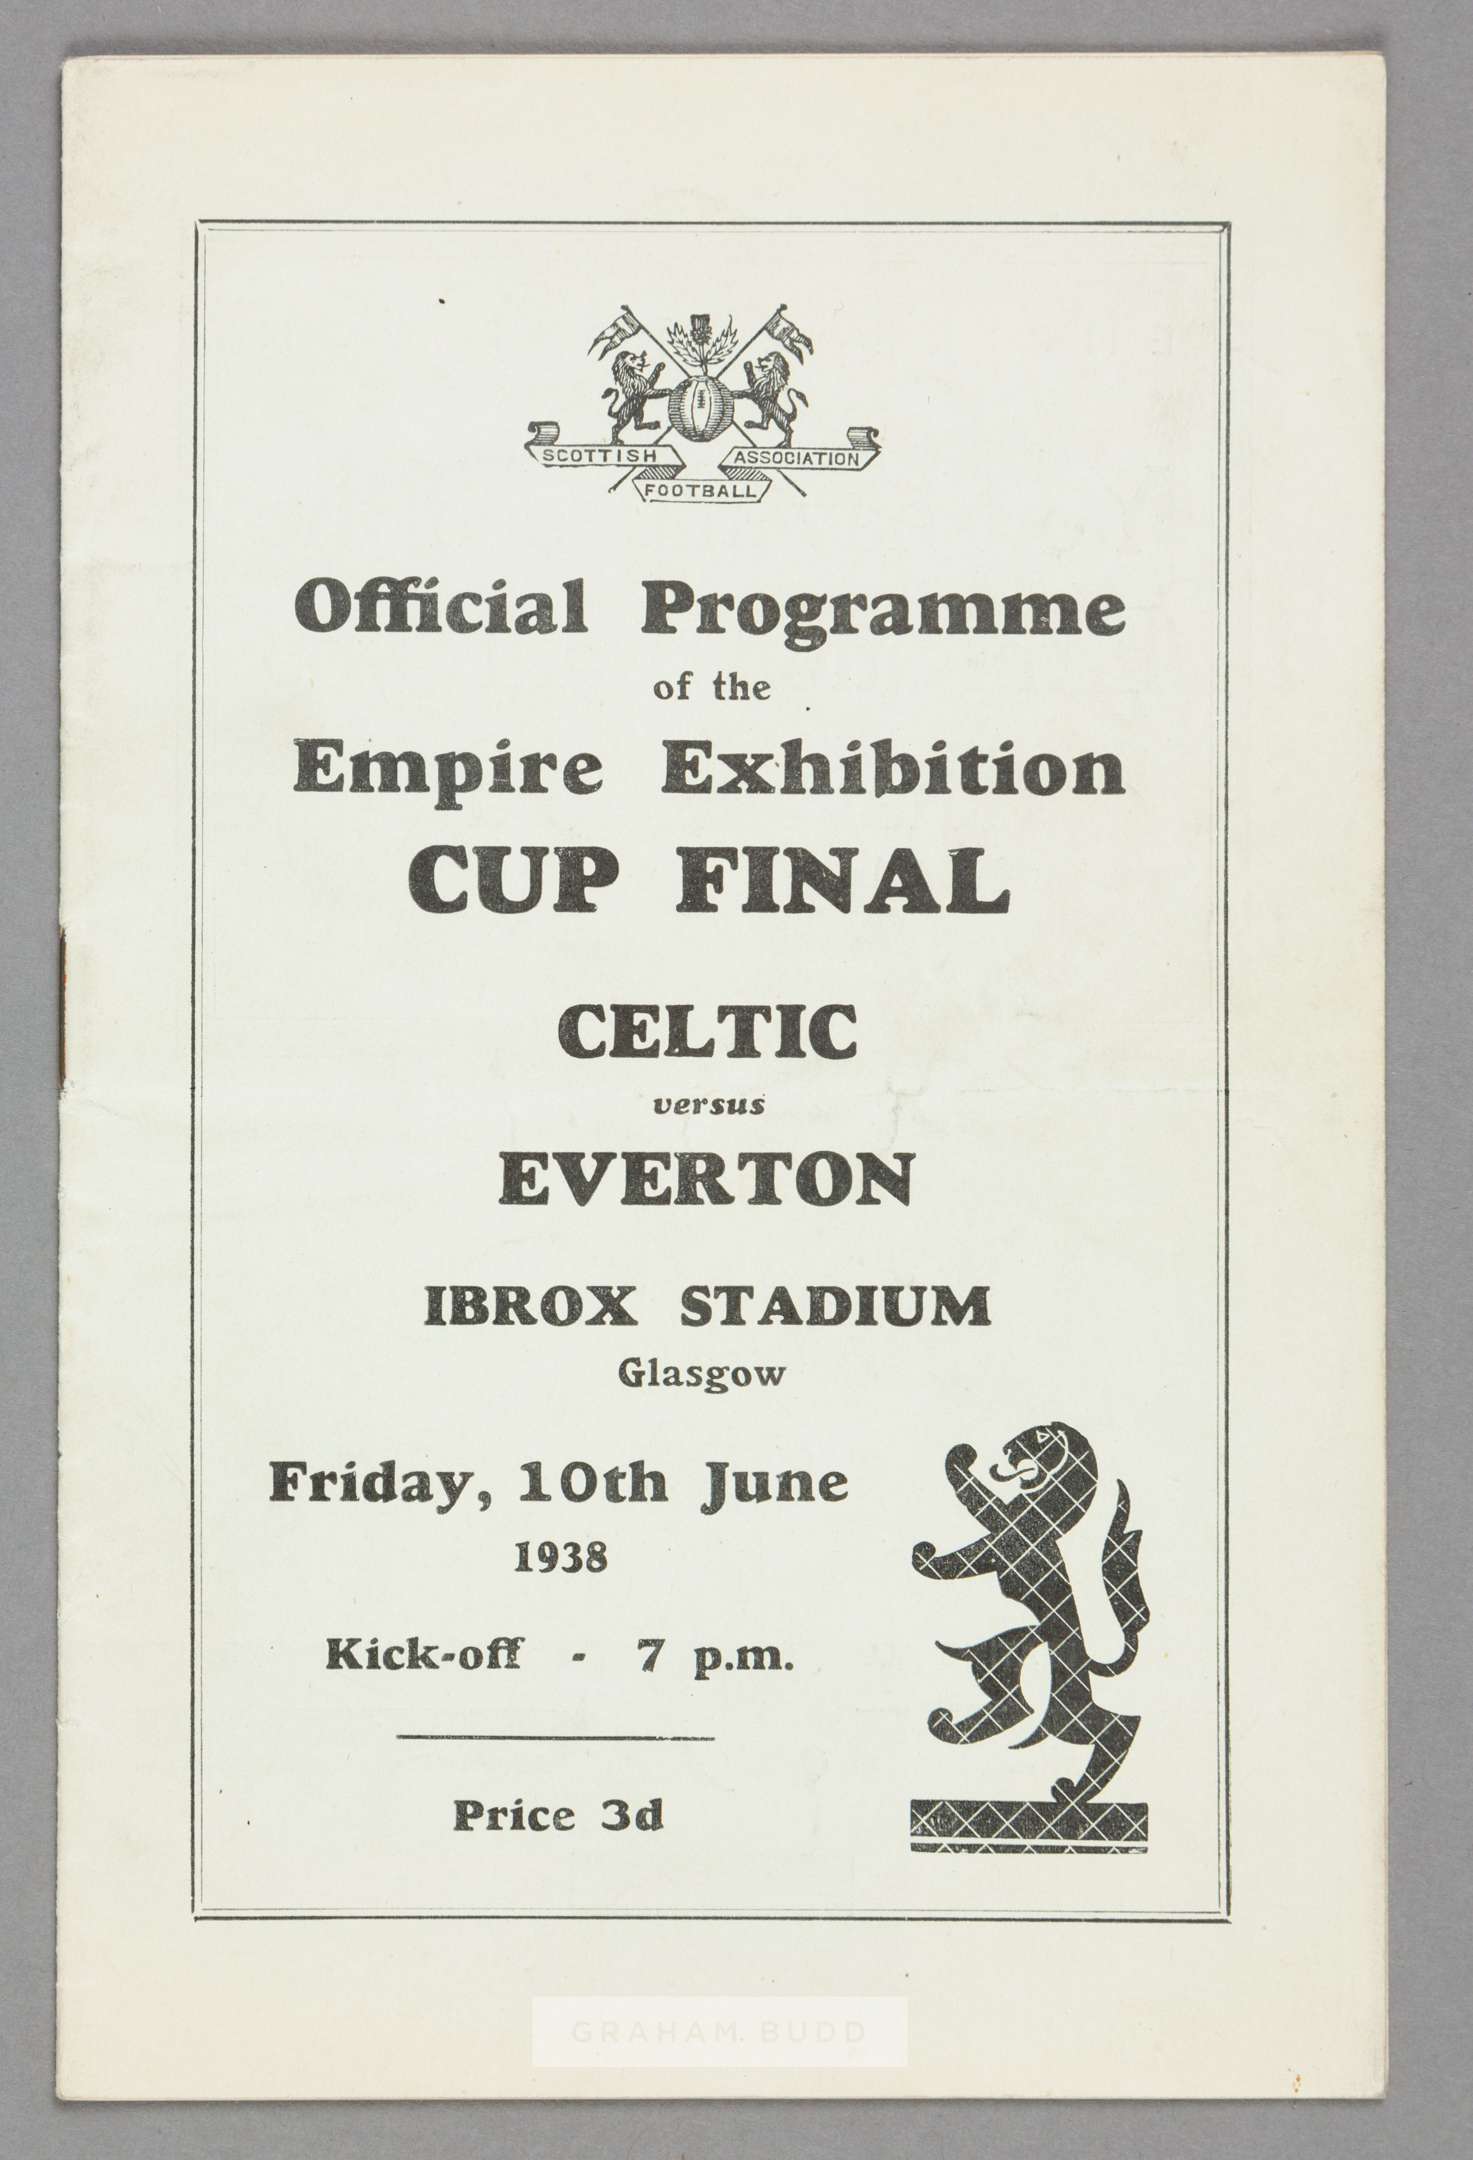 SCOTTISH ASSOCIATION
FOOTBALL
Official Programme
of the
Empire Exhibition
CUP FINAL
CELTIC
versus
EVERTON
IBROX STADIUM
Glasgow
Friday, 10th June
1938
Kick-off - 7 p.m.
Price 3d
GRAHAM BUDD